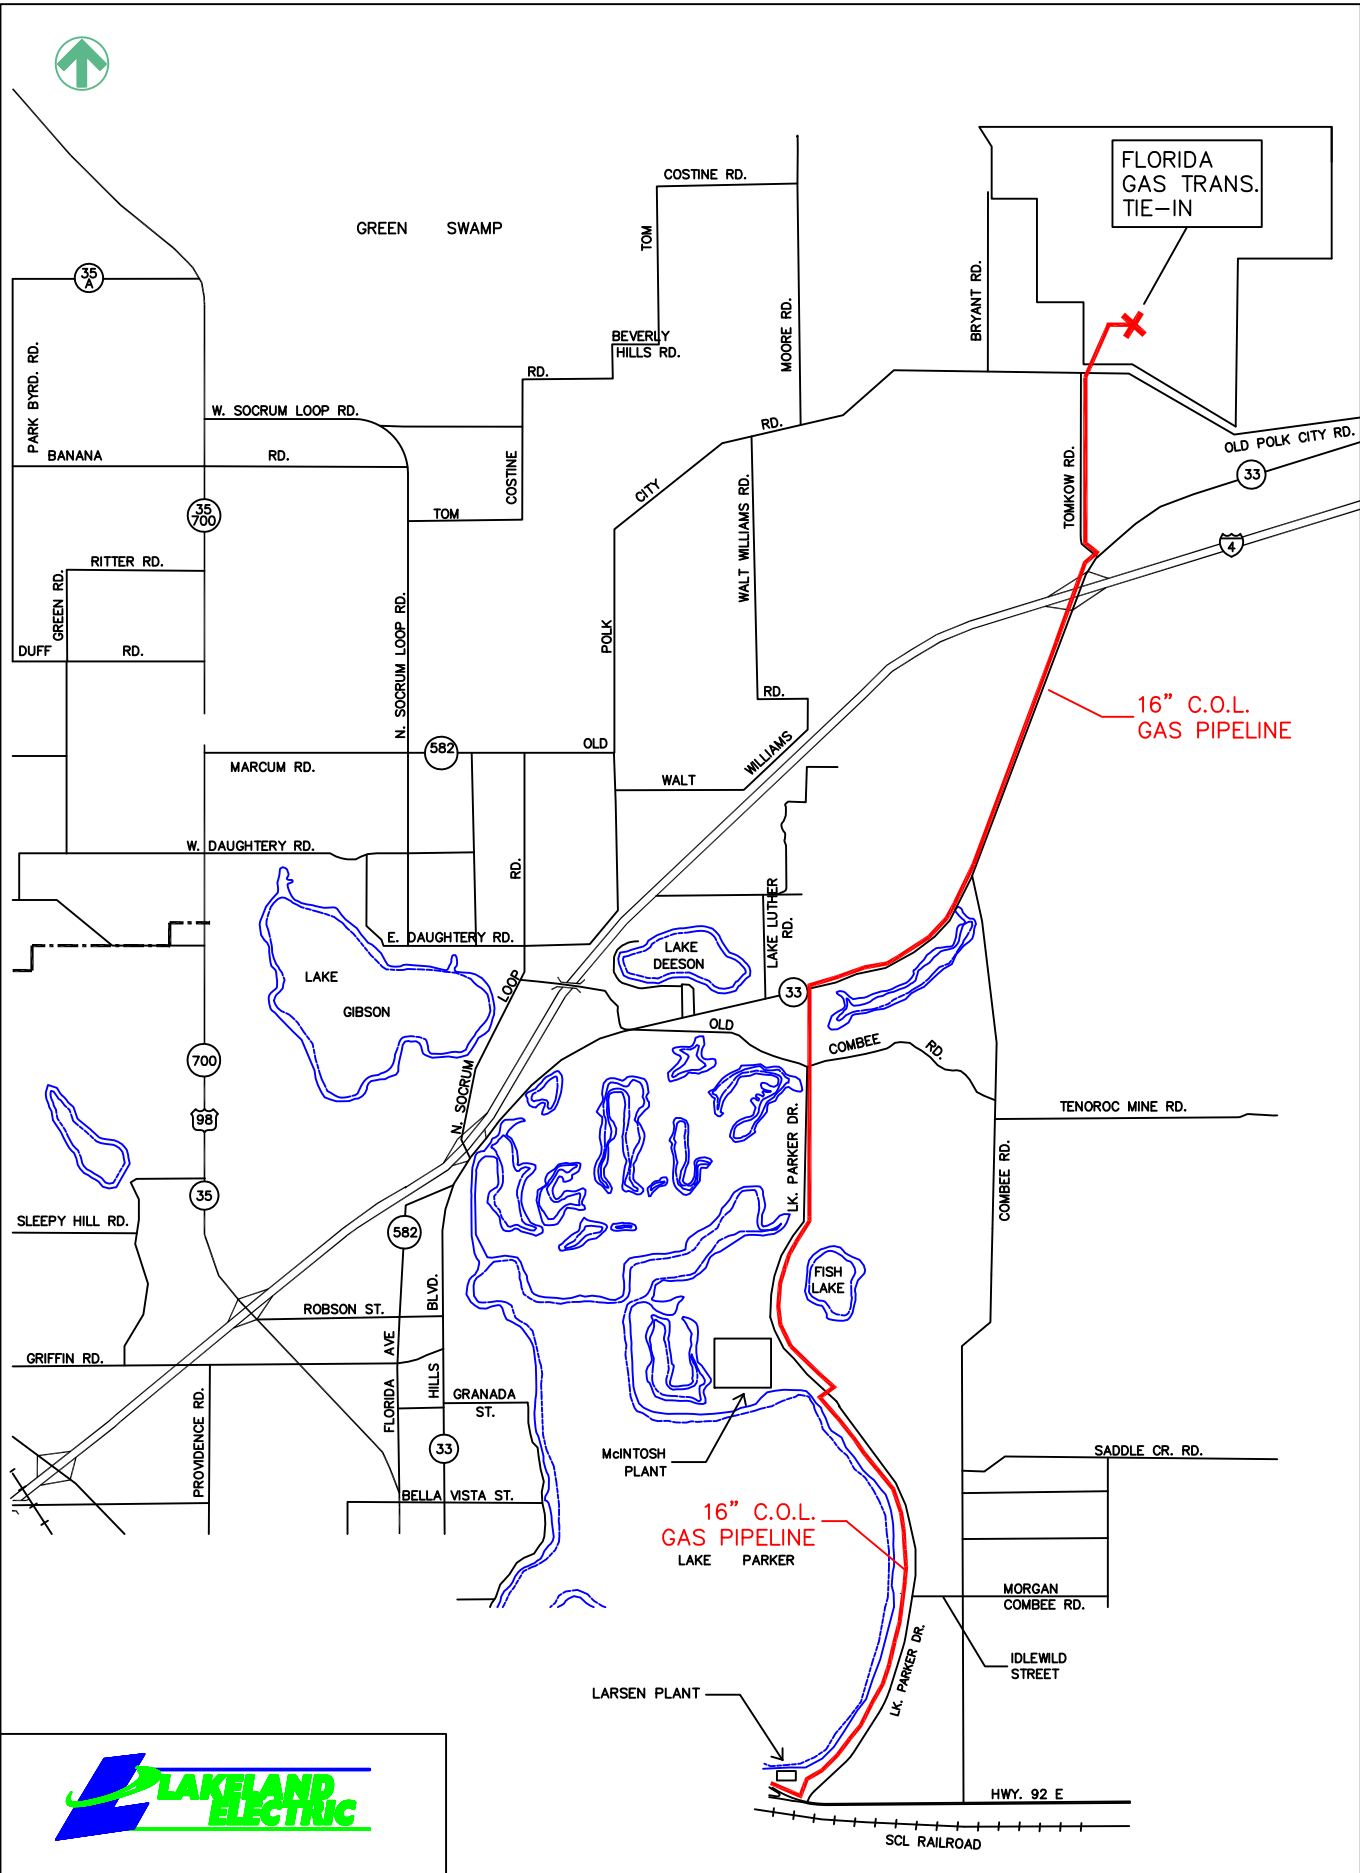 FLORIDA
GAS TRANS.
TIE-IN
COSTINE RD.
GREEN SWAMP
TOM
35
A
BRYANT RD.
MOORE RD.
BEVERLY
HILLS RD.
PARK BYRD. RD.
RD.
W. SOCRUM LOOP RD.
RD.
OLD POLK CITY RD.
BANANA
RD.
COSTINE
CITY
33
TOMKOW RD.
WALT WILLIAMS RD.
35
700
TOM
4
RITTER RD.
GREEN RD.
N. SOCRUM LOOP RD.
POLK
DUFF
RD.
RD.
16" C.O.L.
GAS PIPELINE
582
OLD
WILLIAMS
MARCUM RD.
WALT
W. DAUGHTERY RD.
RD.
LAKE LUTHER
RD.
E. DAUGHTERY RD.
LAKE
DEESON
LAKE
GIBSON
LOOP
33
OLD
COMBEE
RD.
700
N. SOCRUM
98
TENOROC MINE RD.
LK. PARKER DR.
COMBEE RD.
35
SLEEPY HILL RD.
582
FISH
LAKE
BLVD.
ROBSON ST.
AVE
GRIFFIN RD.
HILLS
GRANADA
ST.
FLORIDA
PROVIDENCE RD.
33
McINTOSH
PLANT
SADDLE CR. RD.
BELLA VISTA ST.
16" C.O.L.
GAS PIPELINE
LAKE PARKER
MORGAN
COMBEE RD.
IDLEWILD
STREET
LK. PARKER DR.
LARSEN PLANT
HWY. 92 E
SCL RAILROAD
LAKELAND
ELECTRIC